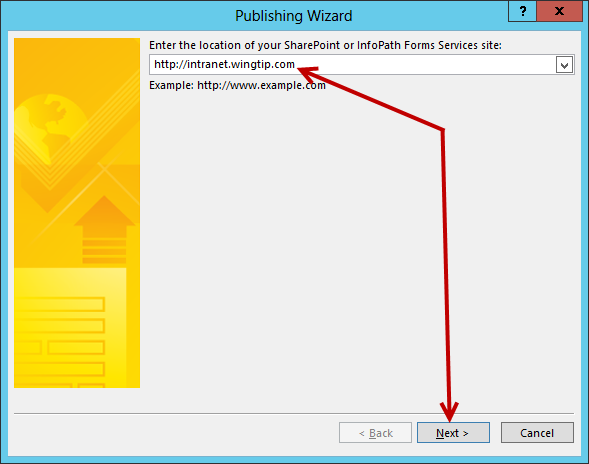 Publishing Wizard
?
X
Enter the location of your SharePoint or InfoPath Forms Services site:
http://intranet.wingtip.com
Example: http://www.example.com
< Back
Next >
Cancel